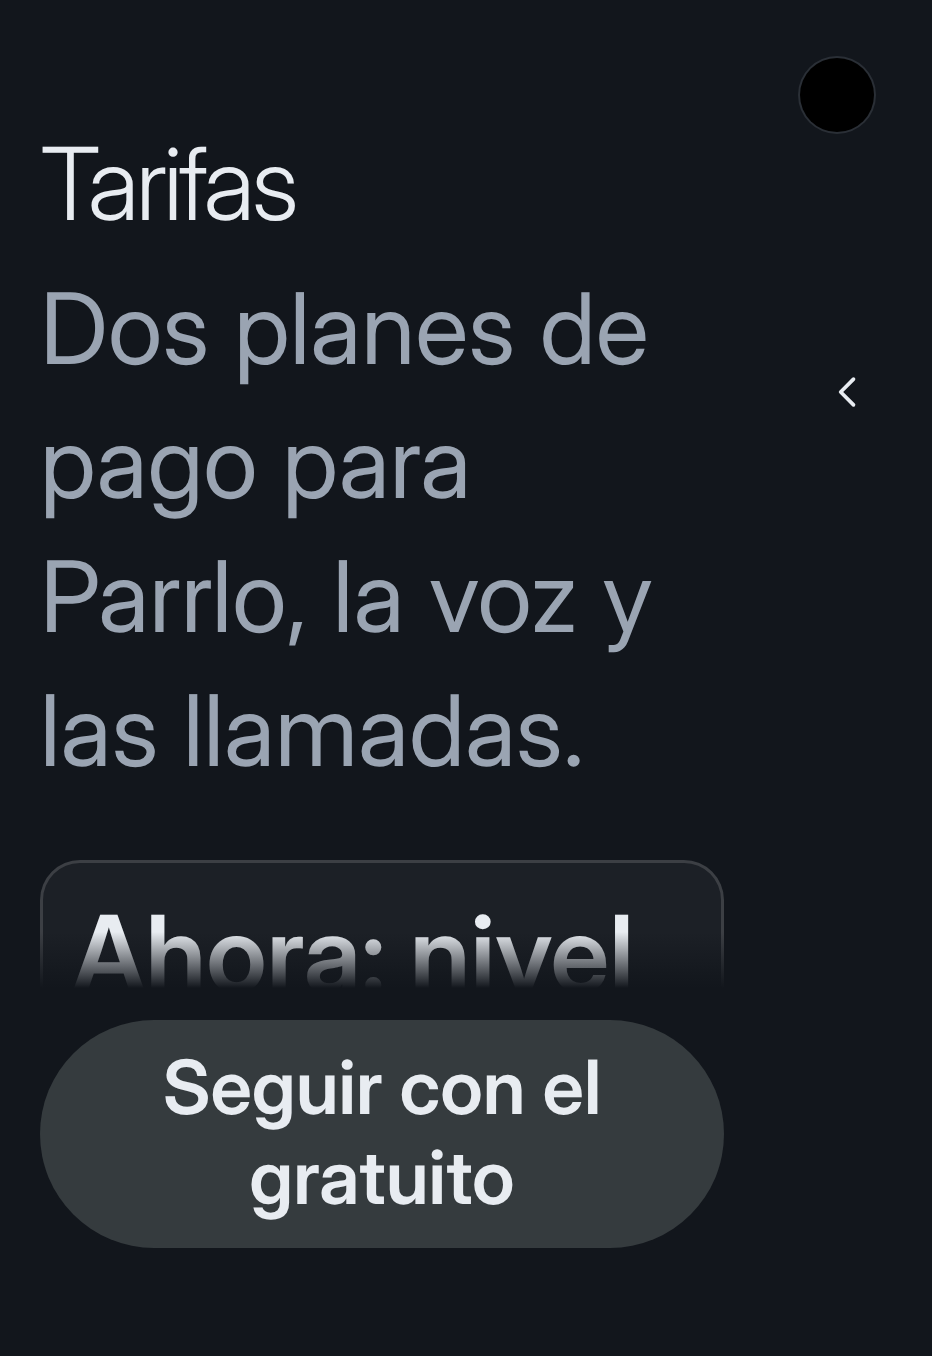 Tarifas
Dos planes de
pago para
Parrlo, la voz y
las llamadas.
Ahora: nivel
Seguir con el
gratuito